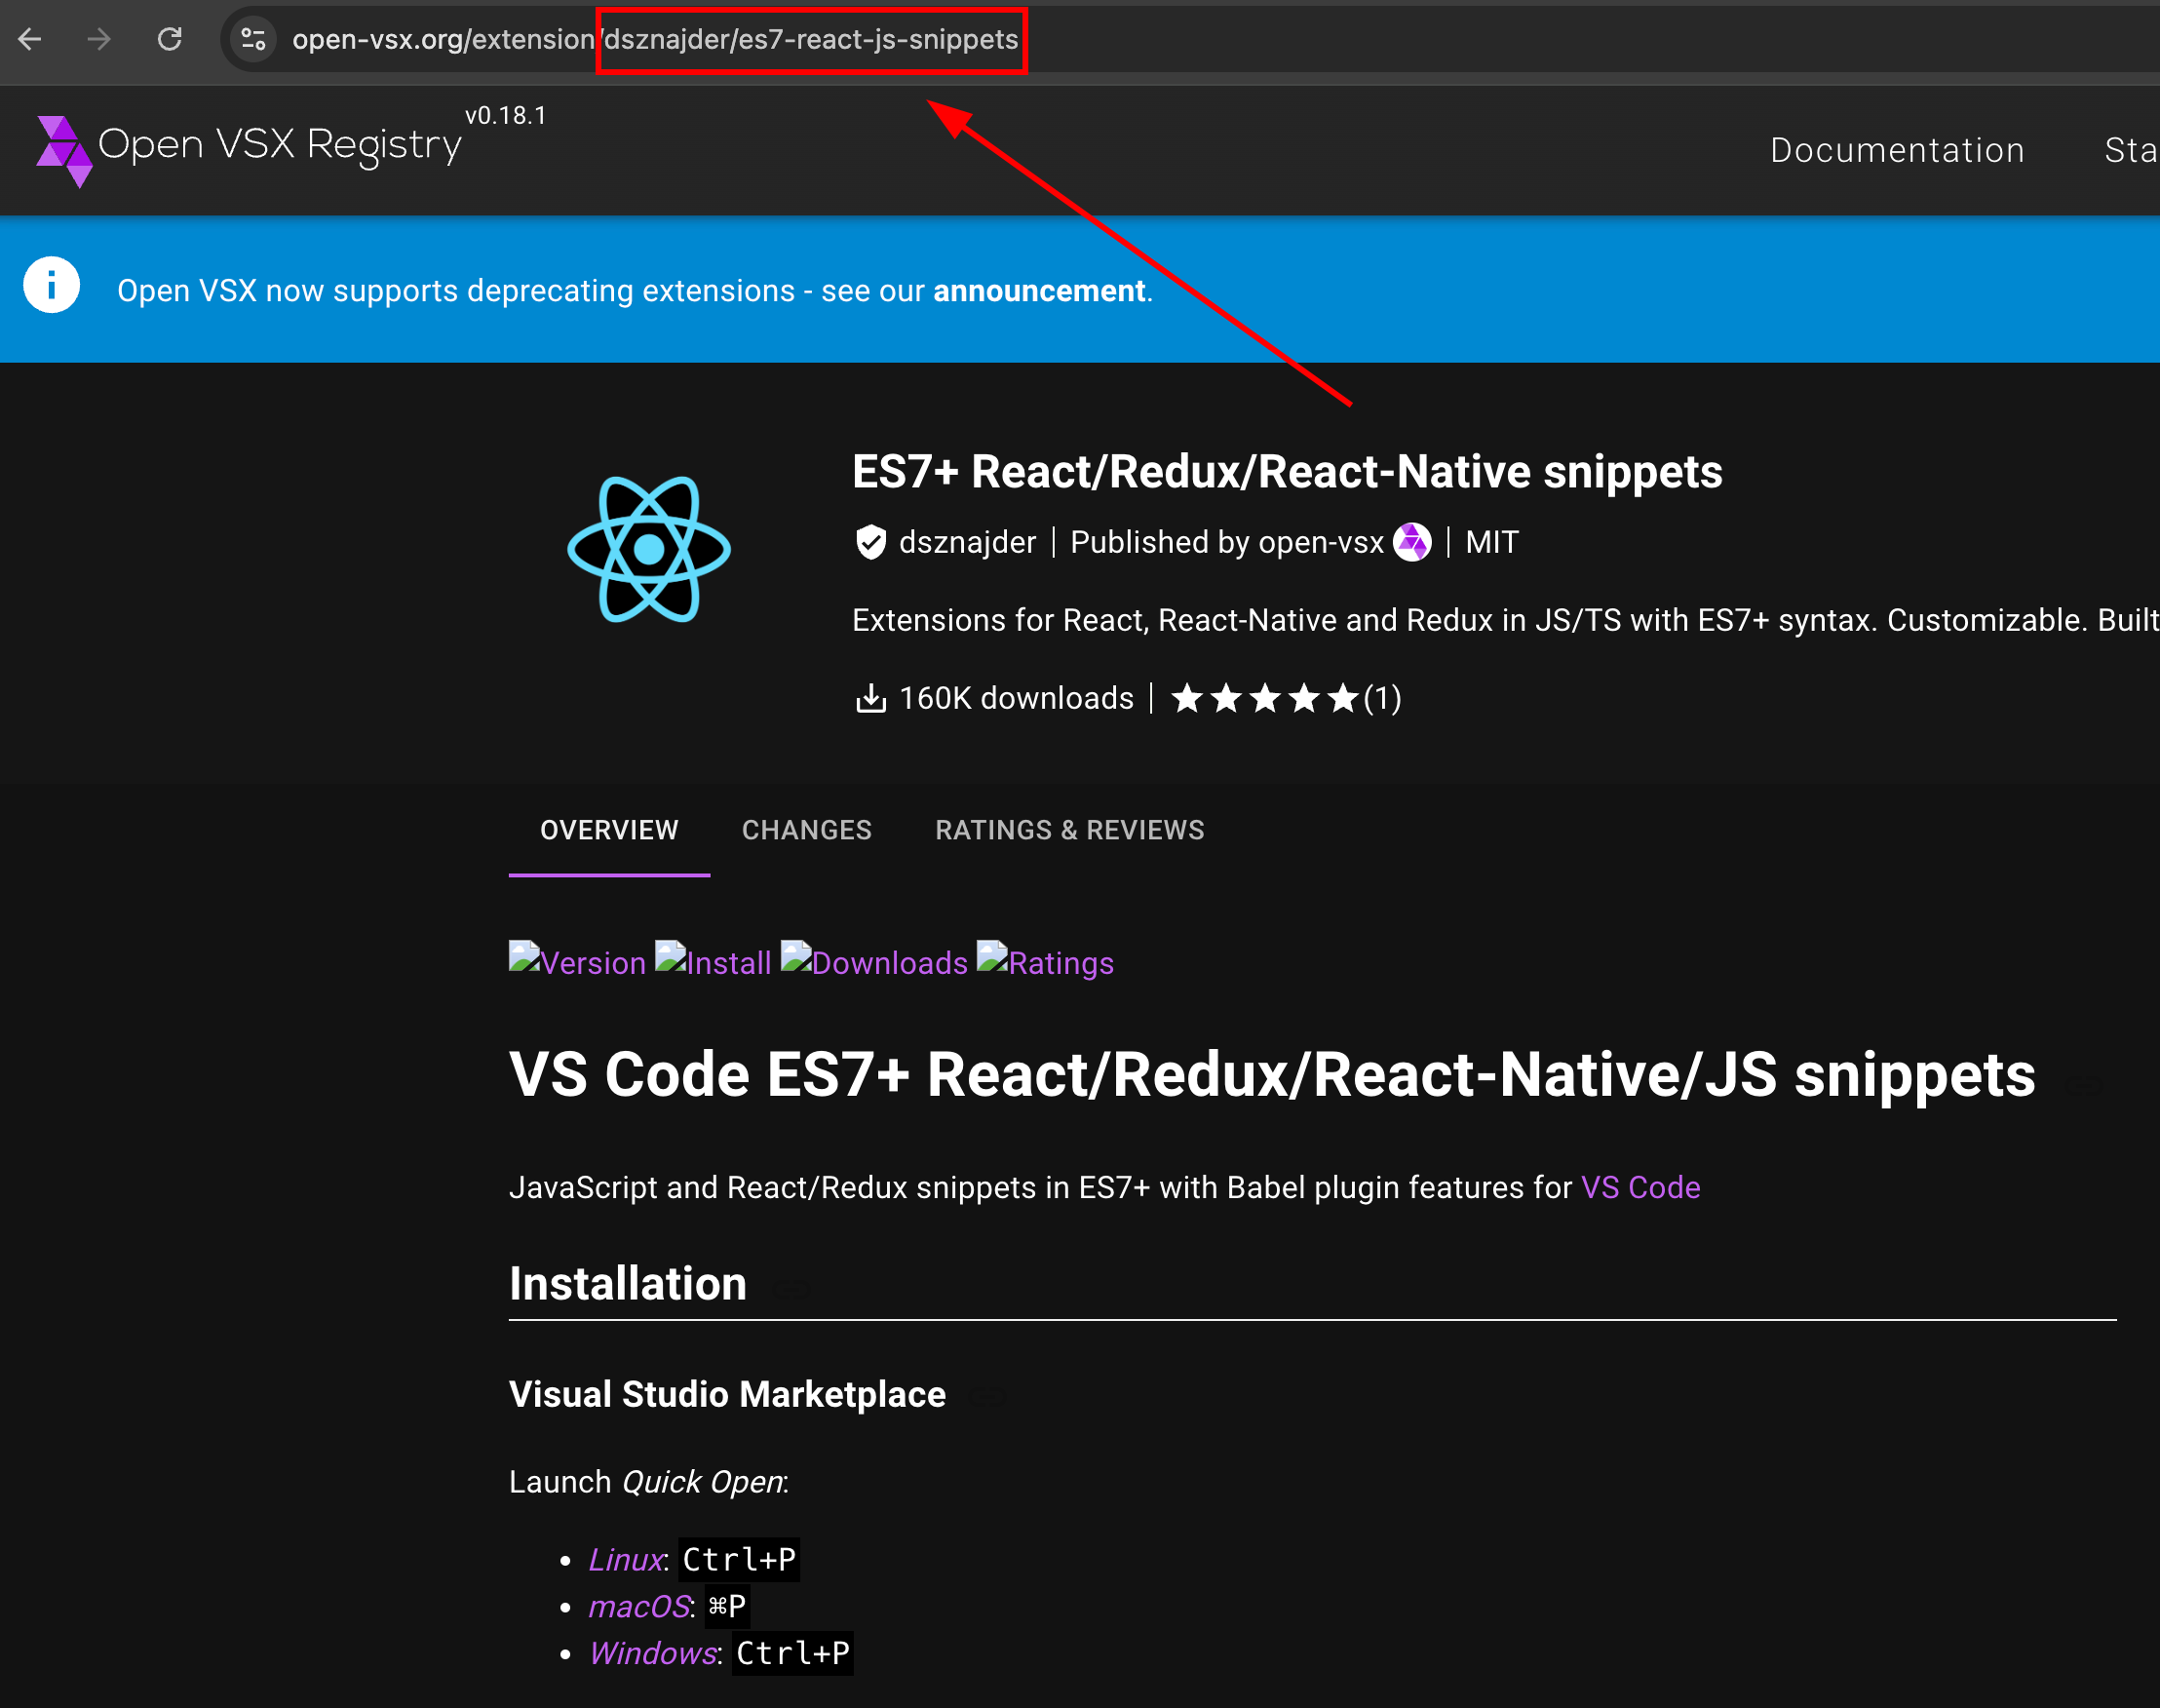 open-vsx.org/extension/dsznajder/es7-react-js-snippets
Open VSX Registry v0.18.1
Documentation Sta
Open VSX now supports deprecating extensions - see our announcement.
ES7+ React/Redux/React-Native snippets
dsznajder | Published by open-vsx | MIT
Extensions for React, React-Native and Redux in JS/TS with ES7+ syntax. Customizable. Built
160K downloads | ★★★★★(1)
OVERVIEW CHANGES RATINGS & REVIEWS
Version Install Downloads Ratings
VS Code ES7+ React/Redux/React-Native/JS snippets
JavaScript and React/Redux snippets in ES7+ with Babel plugin features for VS Code
Installation
Visual Studio Marketplace
Launch Quick Open:
• Linux: Ctrl+P
• macOS: ⌘P
• Windows: Ctrl+P